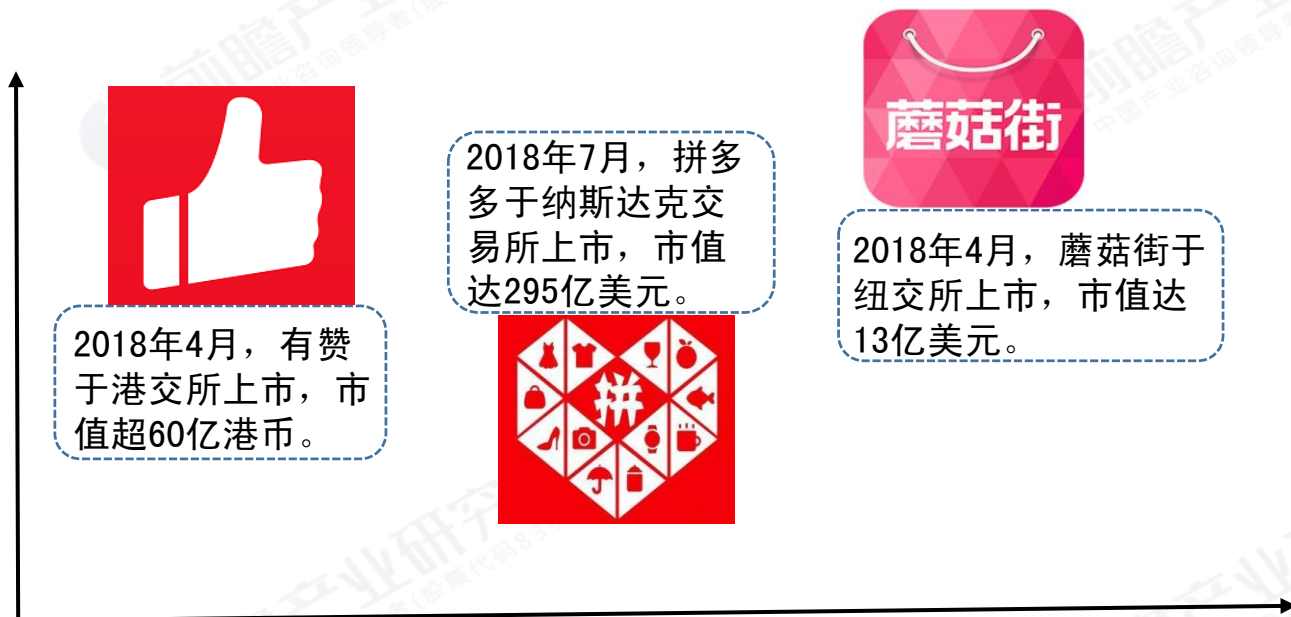 2018年4月，有赞
于港交所上市，市
值超60亿港币。
2018年7月，拼多
多于纳斯达克交
易所上市，市值
达295亿美元。
拼
蘑菇街
2018年4月，蘑菇街于
纽交所上市，市值达
13亿美元。